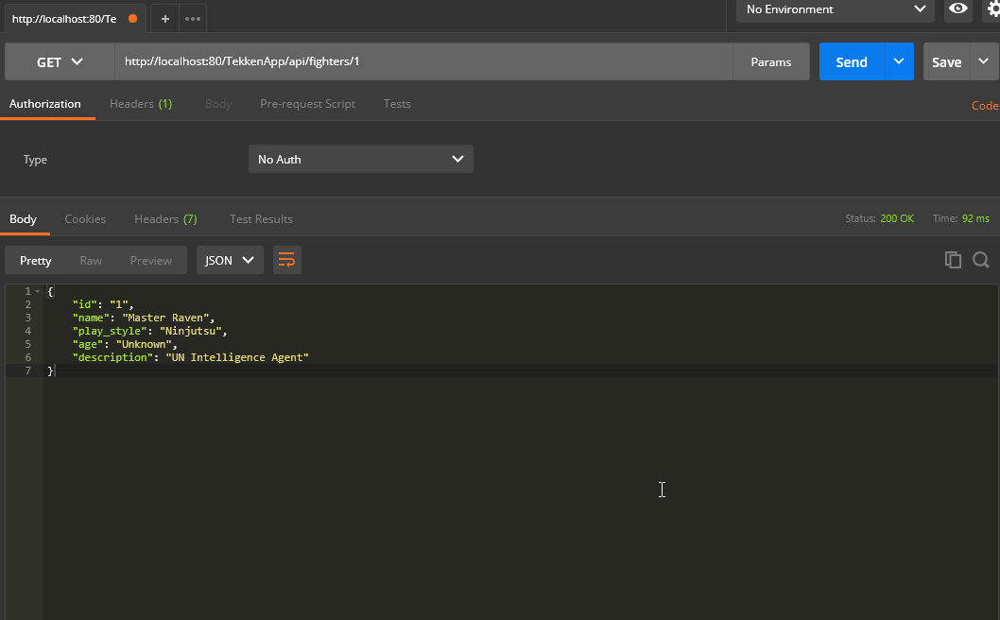 http://localhost:80/Te
No Environment
GET http://localhost:80/TekkenApp/api/fighters/1 Params Send Save
Authorization Headers (1) Body Pre-request Script Tests Code
Type No Auth
Body Cookies Headers (7) Test Results Status: 200 OK Time: 92 ms
Pretty Raw Preview JSON
1 {
2 "id": "1",
3 "name": "Master Raven",
4 "play_style": "Ninjutsu",
5 "age": "Unknown",
6 "description": "UN Intelligence Agent"
7 }